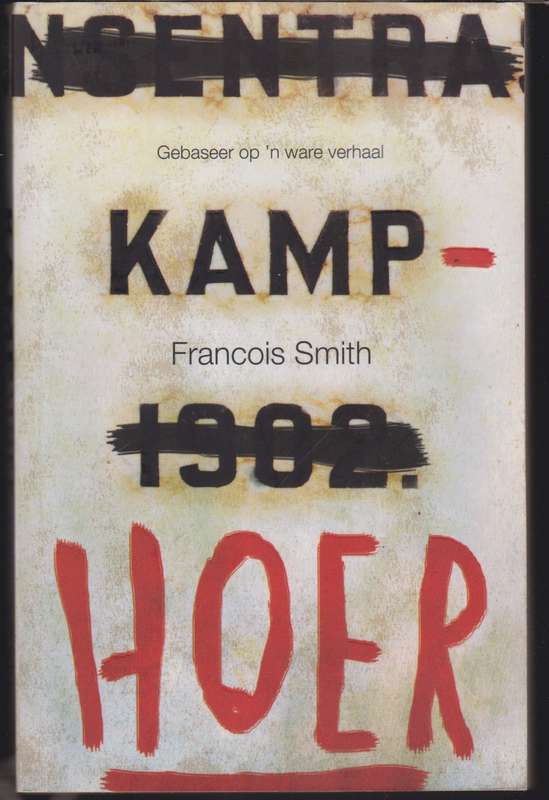 NSENTRA
Gebaseer op 'n ware verhaal
KAMP-
Francois Smith
1902.
HOER